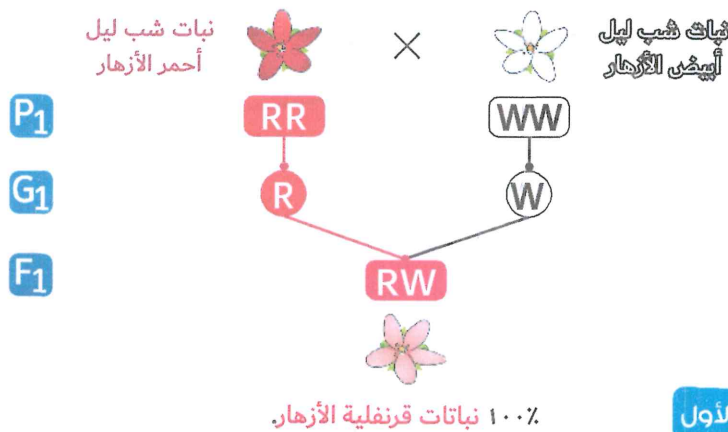 نبات شب ليل
أحمر الأزهار
×
نبات شب ليل
أبيض الأزهار
P1
RR
WW
G1
R
W
F1
RW
١٠٠٪ نباتات قرنفلية الأزهار.
لأول